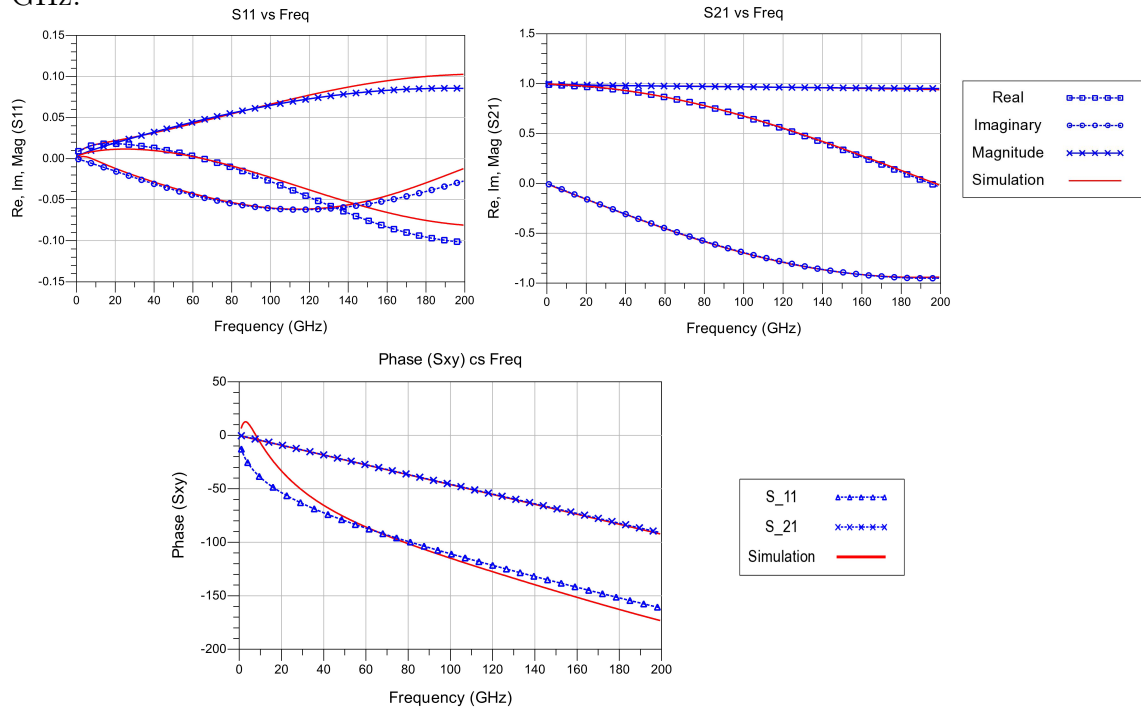 GHz.
S11 vs Freq
Re, Im, Mag (S11)
0.15
0.10
0.05
0.00
-0.05
-0.10
-0.15
0 20 40 60 80 100 120 140 160 180 200
Frequency (GHz)
S21 vs Freq
Re, Im, Mag (S21)
1.5
1.0
0.5
0.0
-0.5
-1.0
0 20 40 60 80 100 120 140 160 180 200
Frequency (GHz)
Real
Imaginary
Magnitude
Simulation
Phase (Sxy) cs Freq
Phase (Sxy)
50
0
-50
-100
-150
-200
0 20 40 60 80 100 120 140 160 180 200
Frequency (GHz)
S_11
S_21
Simulation